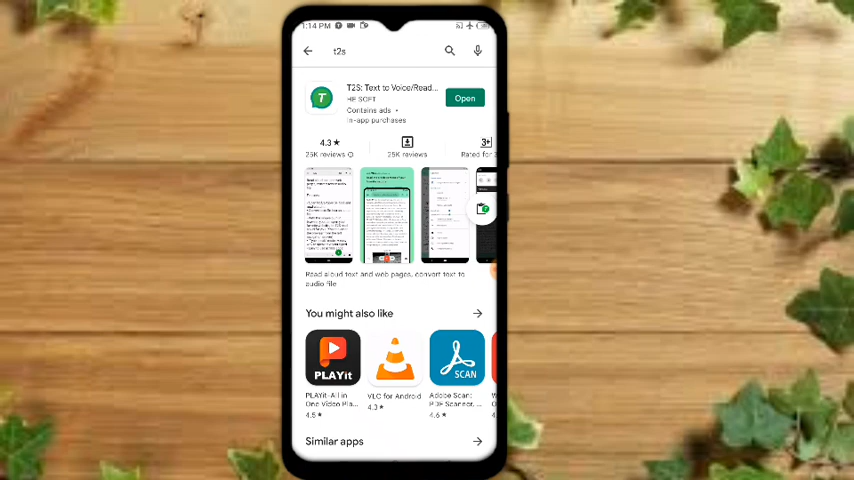 1:14 PM
t2s
T2S: Text to Voice/Read...
HF SOFT
Contains ads •
In-app purchases
Open
4.3 ★
25K reviews
25K reviews
3+
Rated for
Read aloud text and web pages, convert text to
audio file
You might also like
PLAYit
SCAN
PLAYit-All in
One Video Pla...
4.5 ★
VLC for Android
4.3 ★
Adobe Scan:
PDF Scanner, ...
4.6 ★
Similar apps